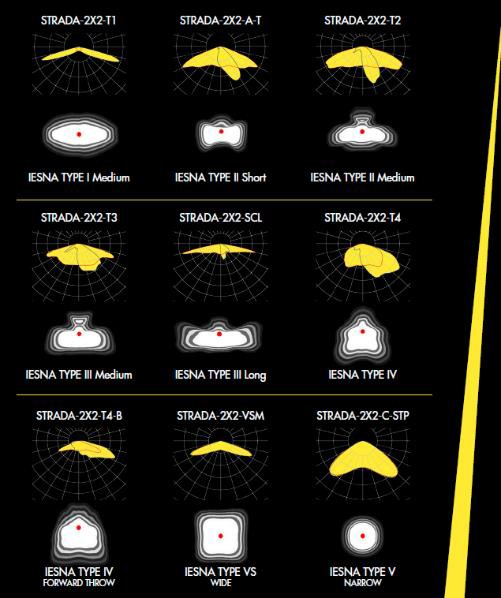 STRADA-2X2-T1 STRADA-2X2-A-T STRADA-2X2-T2
IESNA TYPE I Medium IESNA TYPE II Short IESNA TYPE II Medium
STRADA-2X2-T3 STRADA-2X2-SCL STRADA-2X2-T4
IESNA TYPE III Medium IESNA TYPE III Long IESNA TYPE IV
STRADA-2X2-T4-B STRADA-2X2-VSM STRADA-2X2-C-STP
IESNA TYPE IV IESNA TYPE VS IESNA TYPE V
FORWARD THROW WIDE NARROW